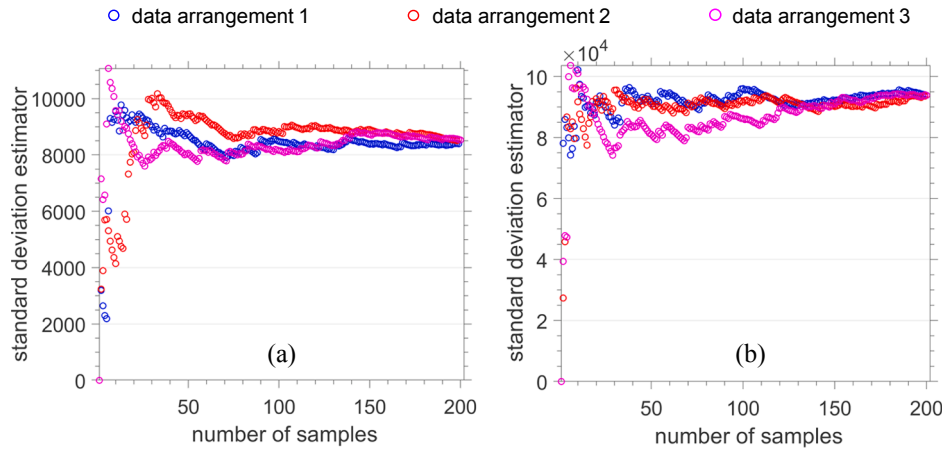 data arrangement 1 data arrangement 2 data arrangement 3
standard deviation estimator
10000
8000
6000
4000
2000
0
50 100 150 200
number of samples
(a)
×10⁴
standard deviation estimator
10
8
6
4
2
0
50 100 150 200
number of samples
(b)